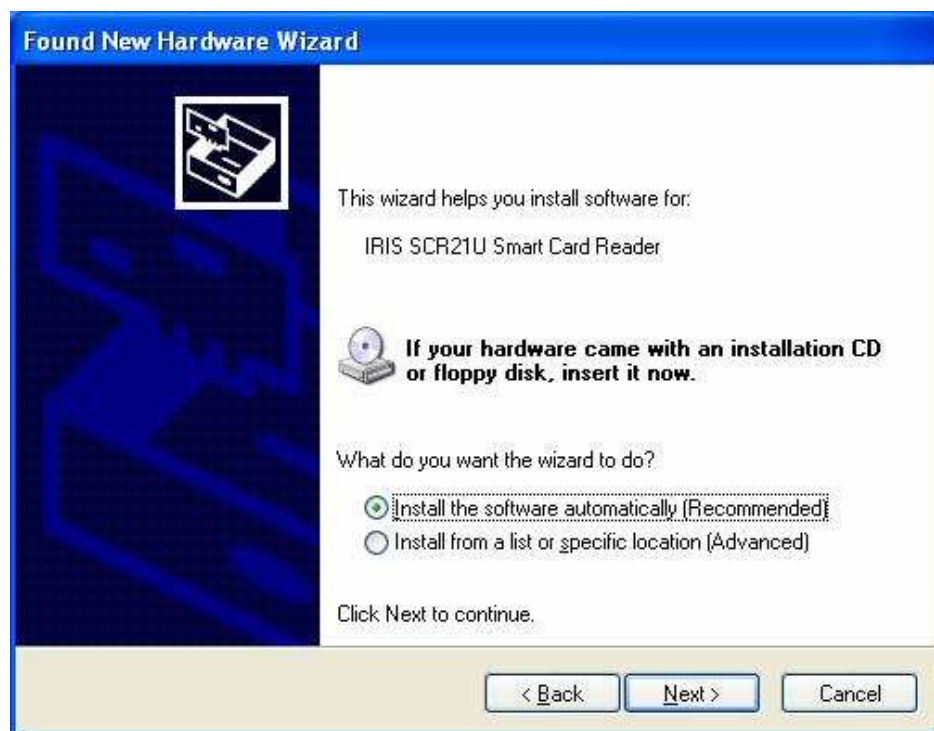 Found New Hardware Wizard
This wizard helps you install software for:
IRIS SCR21U Smart Card Reader
If your hardware came with an installation CD
or floppy disk, insert it now.
What do you want the wizard to do?
Install the software automatically (Recommended)
Install from a list or specific location (Advanced)
Click Next to continue.
< Back Next > Cancel